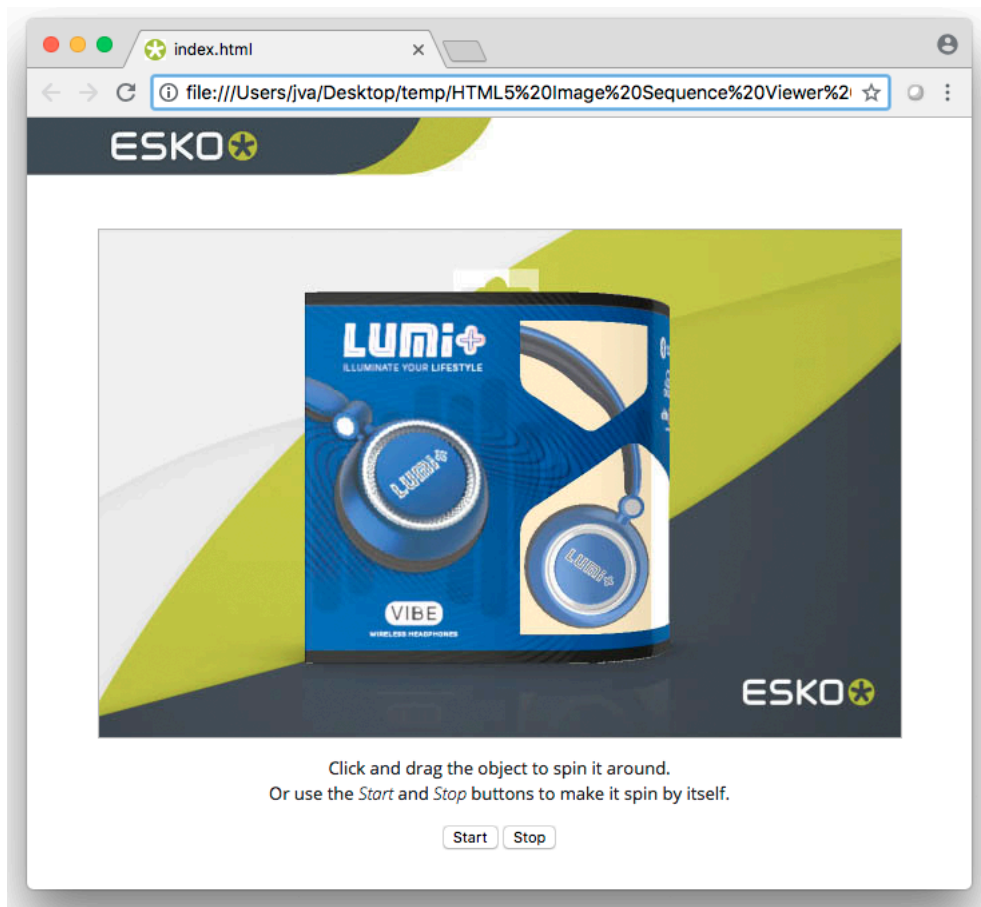 index.html
file:///Users/jva/Desktop/temp/HTML5%20Image%20Sequence%20Viewer%20
ESKO
LUMi+
ILLUMINATE YOUR LIFESTYLE
LUMi+
LUMi+
VIBE
WIRELESS HEADPHONES
ESKO
Click and drag the object to spin it around.
Or use the Start and Stop buttons to make it spin by itself.
Start Stop